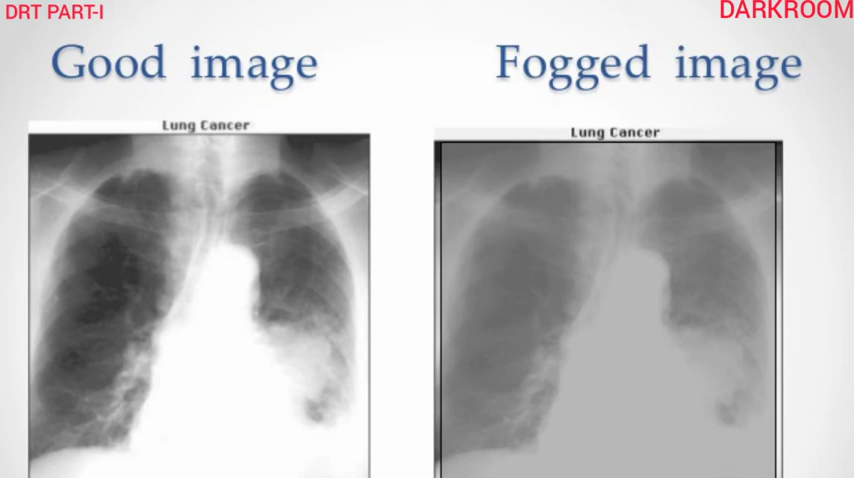 DRT PART-I
DARKROOM
Good image
Fogged image
Lung Cancer
Lung Cancer